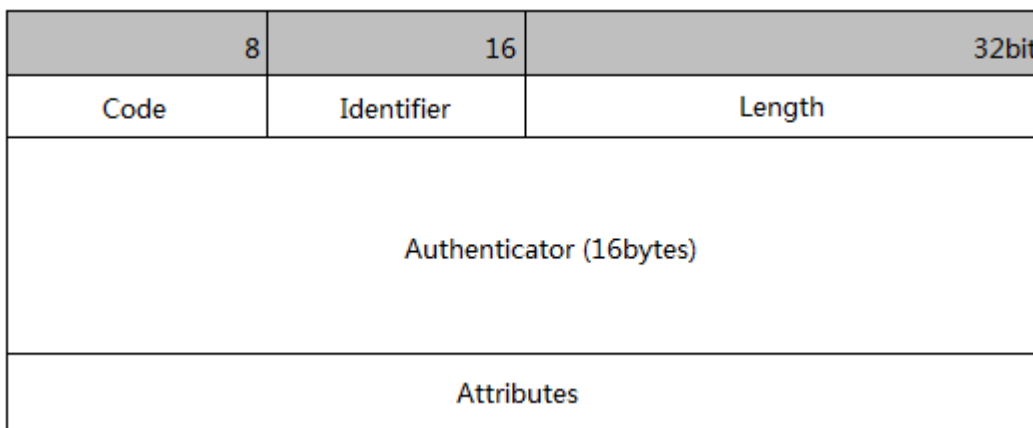 8 16 32bit
Code Identifier Length
Authenticator (16bytes)
Attributes